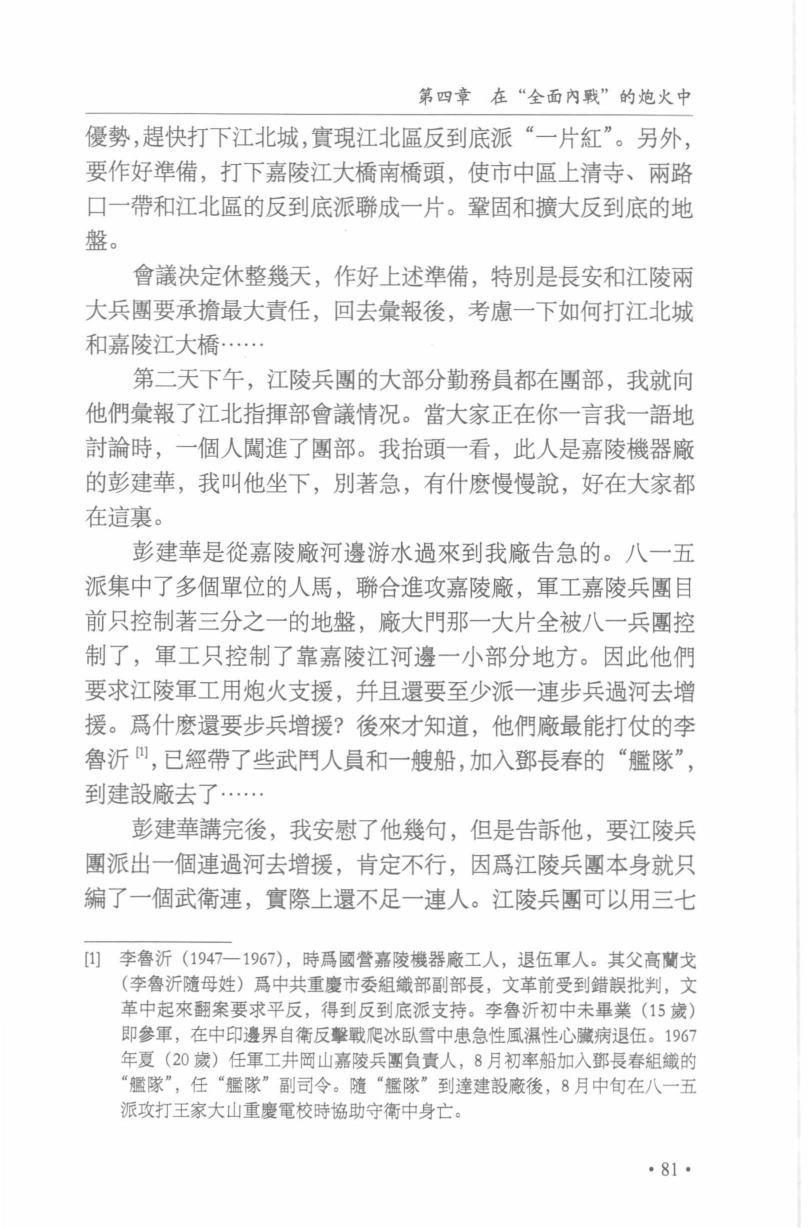 第四章 在“全面內戰”的炮火中
優勢，趕快打下江北城，實現江北區反到底派“一片紅”。另外，
要作好準備，打下嘉陵江大橋南橋頭，使市中區上清寺、兩路
口一帶和江北區的反到底派聯成一片。鞏固和擴大反到底的地
盤。
會議決定休整幾天，作好上述準備，特別是長安和江陵兩
大兵團要承擔最大責任，回去彙報後，考慮一下如何打江北城
和嘉陵江大橋……
第二天下午，江陵兵團的大部分勤務員都在團部，我就向
他們彙報了江北指揮部會議情况。當大家正在你一言我一語地
討論時，一個人闖進了團部。我抬頭一看，此人是嘉陵機器廠
的彭建華，我叫他坐下，別著急，有什麽慢慢說，好在大家都
在這裏。
彭建華是從嘉陵廠河邊游水過來到我廠告急的。八一五
派集中了多個單位的人馬，聯合進攻嘉陵廠，軍工嘉陵兵團目
前只控制著三分之一的地盤，廠大門那一大片全被八一兵團控
制了，軍工只控制了靠嘉陵江河邊一小部分地方。因此他們
要求江陵軍工用炮火支援，幷且還要至少派一連步兵過河去增
援。爲什麽還要步兵增援？後來才知道，他們廠最能打仗的李
魯沂[1]，已經帶了些武鬥人員和一艘船，加入鄧長春的“艦隊”，
到建設廠去了……
彭建華講完後，我安慰了他幾句，但是告訴他，要江陵兵
團派出一個連過河去增援，肯定不行，因爲江陵兵團本身就只
編了一個武衛連，實際上還不足一連人。江陵兵團可以用三七
[1] 李魯沂（1947—1967），時爲國營嘉陵機器廠工人，退伍軍人。其父高蘭戈
（李魯沂隨母姓）爲中共重慶市委組織部副部長，文革前受到錯誤批判，文
革中起來翻案要求平反，得到反到底派支持。李魯沂初中未畢業（15 歲）
即參軍，在中印邊界自衛反擊戰爬冰臥雪中患急性風濕性心臟病退伍。1967
年夏（20 歲）任軍工井岡山嘉陵兵團負責人，8 月初率船加入鄧長春組織的
“艦隊”，任“艦隊”副司令。隨“艦隊”到達建設廠後，8 月中旬在八一五
派攻打王家大山重慶電校時協助守衛中身亡。
• 81 •